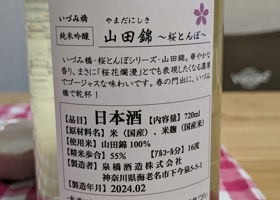 いづみ橋
純米吟醸
やまだにしき
山田錦
〜桜とんぼ〜
いづみ橋・桜とんぼシリーズ・山田錦。華やかな
香り、まさに「桜花爛漫」とでも表現したくなる濃厚
でゴージャスな味わいです。春の門出に、いづみ
橋で乾杯！
【品目】日本酒【内容量】720ml
【原材料名】米（国産）、米麹（国産米）
【使用米】山田錦 100%
【精米歩合】55% 【アルコール分】16度
【製造者】泉橋酒造株式会社
神奈川県海老名市下今泉5-5-1
【製造年月】2024.02